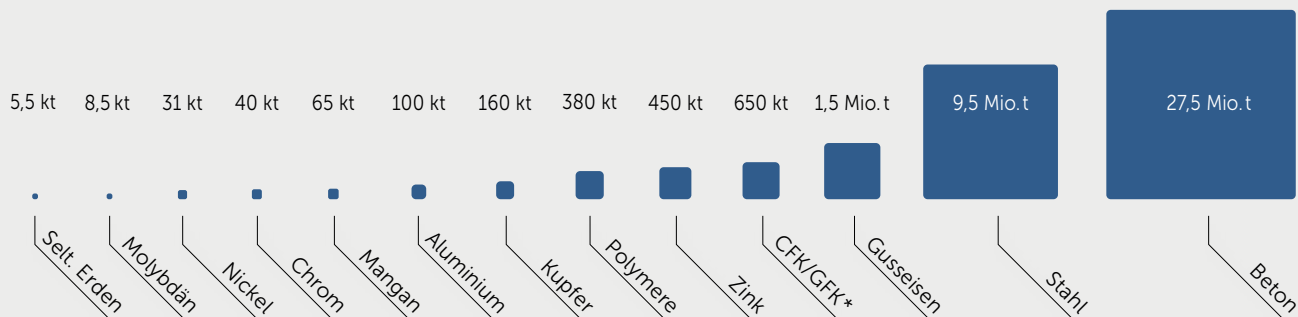 5,5 kt
8,5 kt
31 kt
40 kt
65 kt
100 kt
160 kt
380 kt
450 kt
650 kt
1,5 Mio. t
9,5 Mio. t
27,5 Mio. t
Selt. Erden
Molybdän
Nickel
Chrom
Mangan
Aluminium
Kupfer
Polymere
Zink
CFK/GFK*
Gusseisen
Stahl
Beton